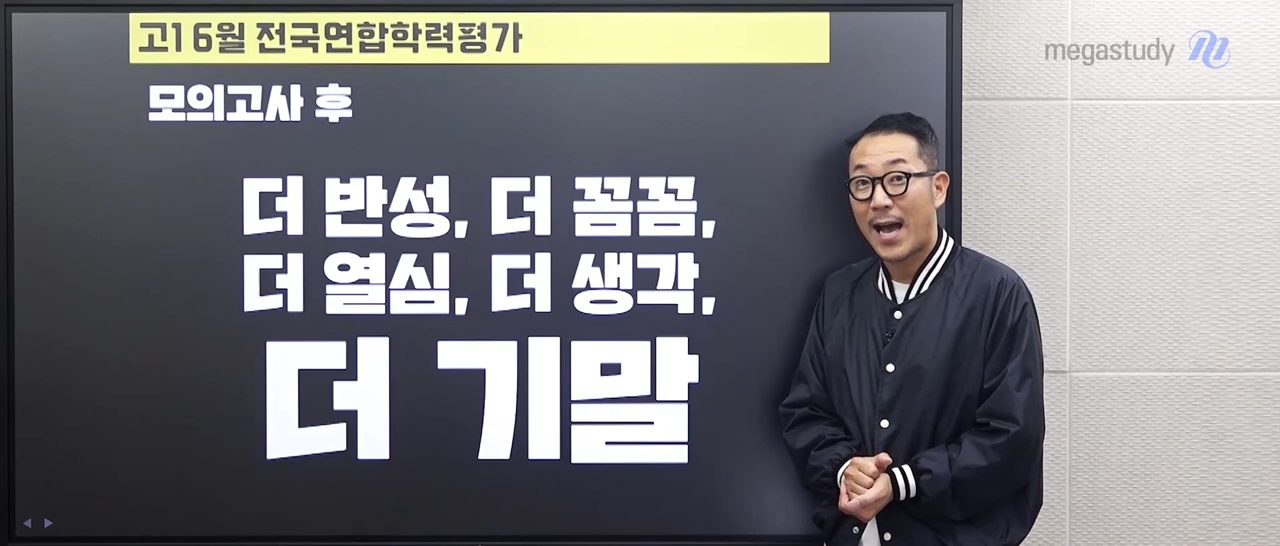 고1 6월 전국연합학력평가
megastudy
모의고사 후
더 반성, 더 꼼꼼,
더 열심, 더 생각,
더 기말